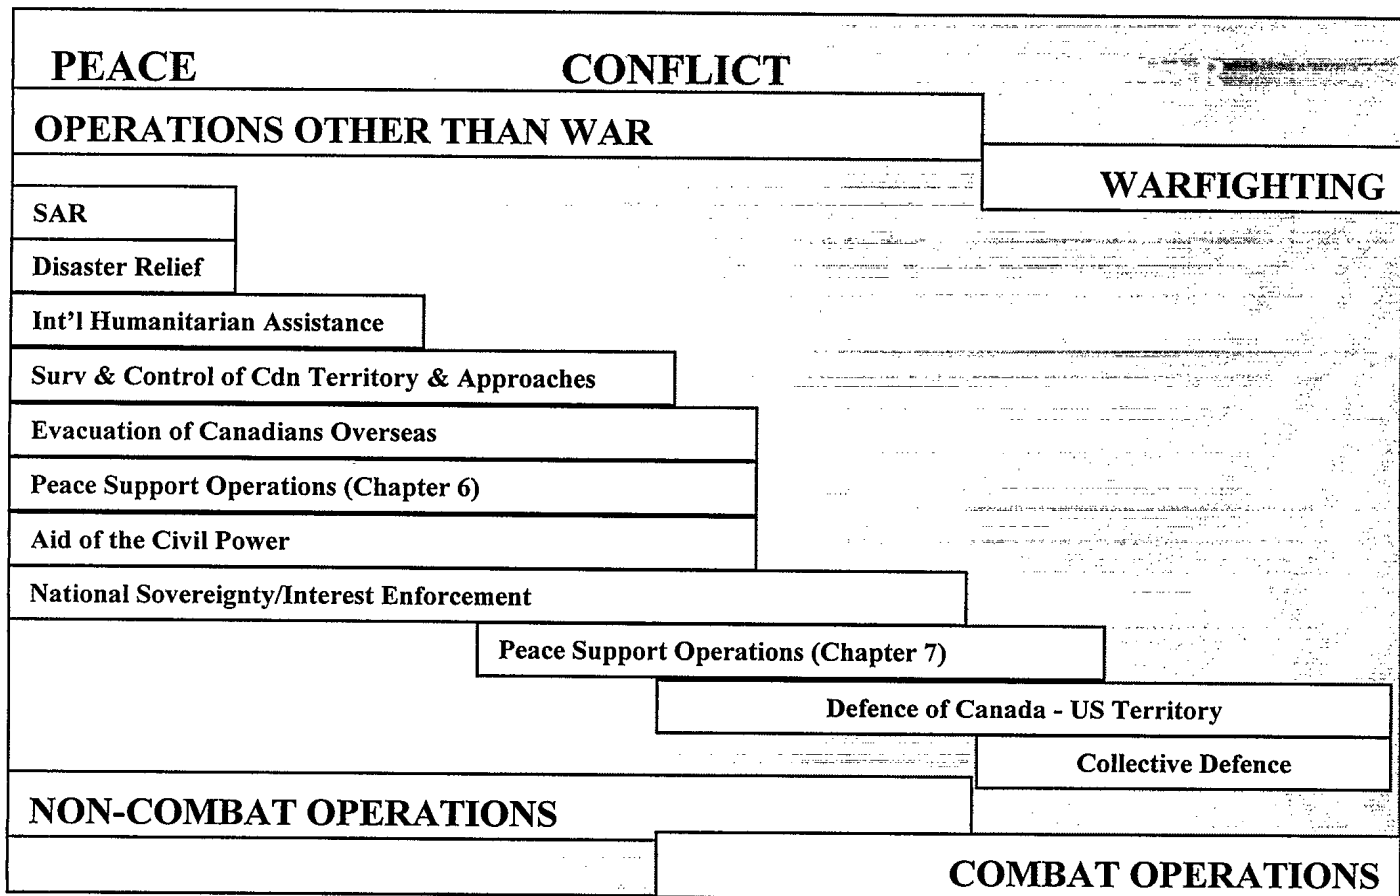 PEACE CONFLICT
OPERATIONS OTHER THAN WAR
WARFIGHTING
SAR
Disaster Relief
Int'l Humanitarian Assistance
Surv & Control of Cdn Territory & Approaches
Evacuation of Canadians Overseas
Peace Support Operations (Chapter 6)
Aid of the Civil Power
National Sovereignty/Interest Enforcement
Peace Support Operations (Chapter 7)
Defence of Canada - US Territory
Collective Defence
NON-COMBAT OPERATIONS
COMBAT OPERATIONS